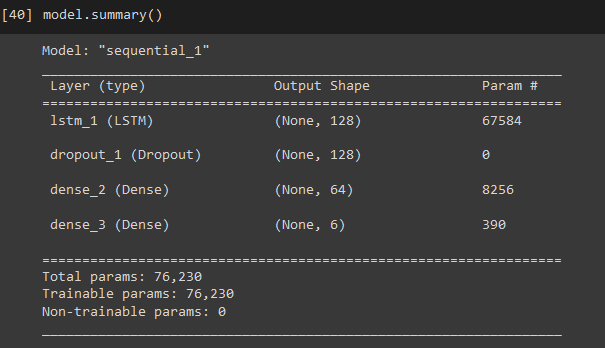 [40] model.summary()
Model: "sequential_1"
_________________________________________________________________
Layer (type) Output Shape Param #
=================================================================
lstm_1 (LSTM) (None, 128) 67584
dropout_1 (Dropout) (None, 128) 0
dense_2 (Dense) (None, 64) 8256
dense_3 (Dense) (None, 6) 390
=================================================================
Total params: 76,230
Trainable params: 76,230
Non-trainable params: 0
_________________________________________________________________